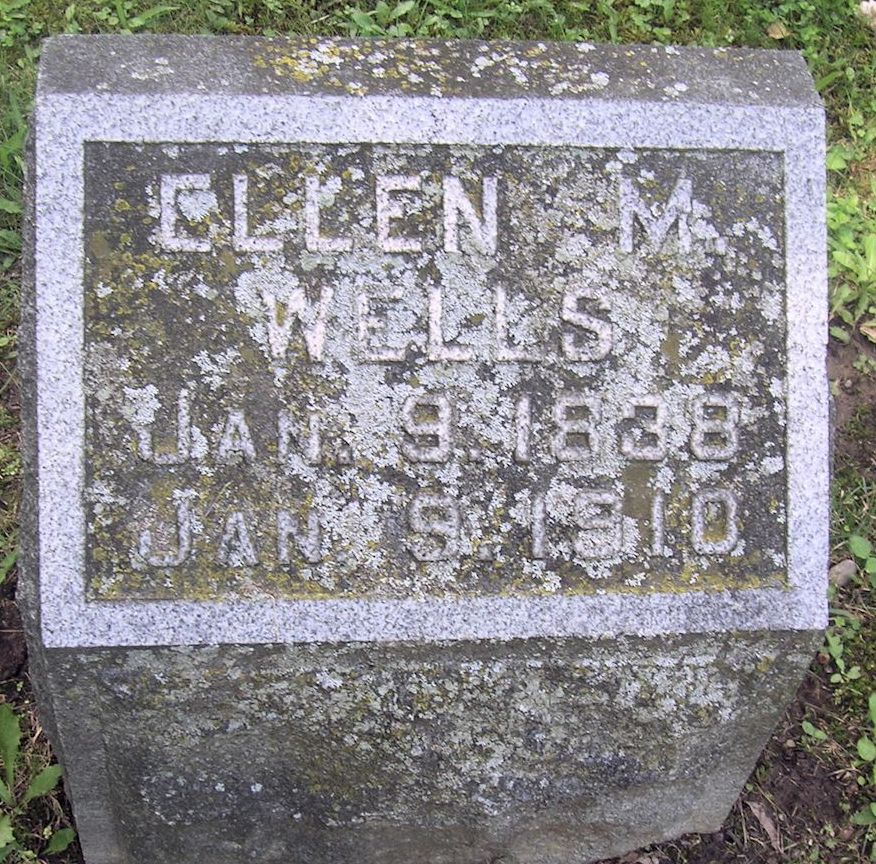 ELLEN M.
WELLS
JAN. 9. 1838
JAN. 9. 1910